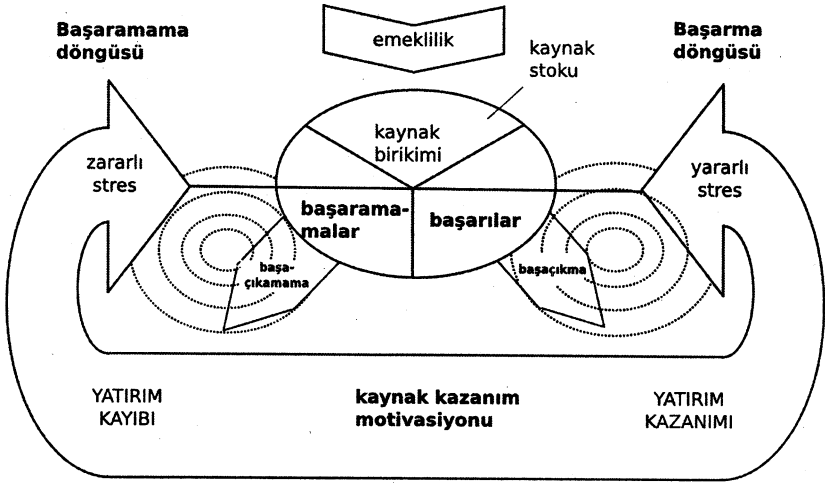 Başaramama
döngüsü
emeklilik
kaynak
stoku
Başarma
döngüsü
kaynak
birikimi
zararlı
stres
yararlı
stres
başarama-
malar
başarılar
başa-
çıkamama
başaçıkma
YATIRIM
KAYIBI
kaynak kazanım
motivasyonu
YATIRIM
KAZANIMI